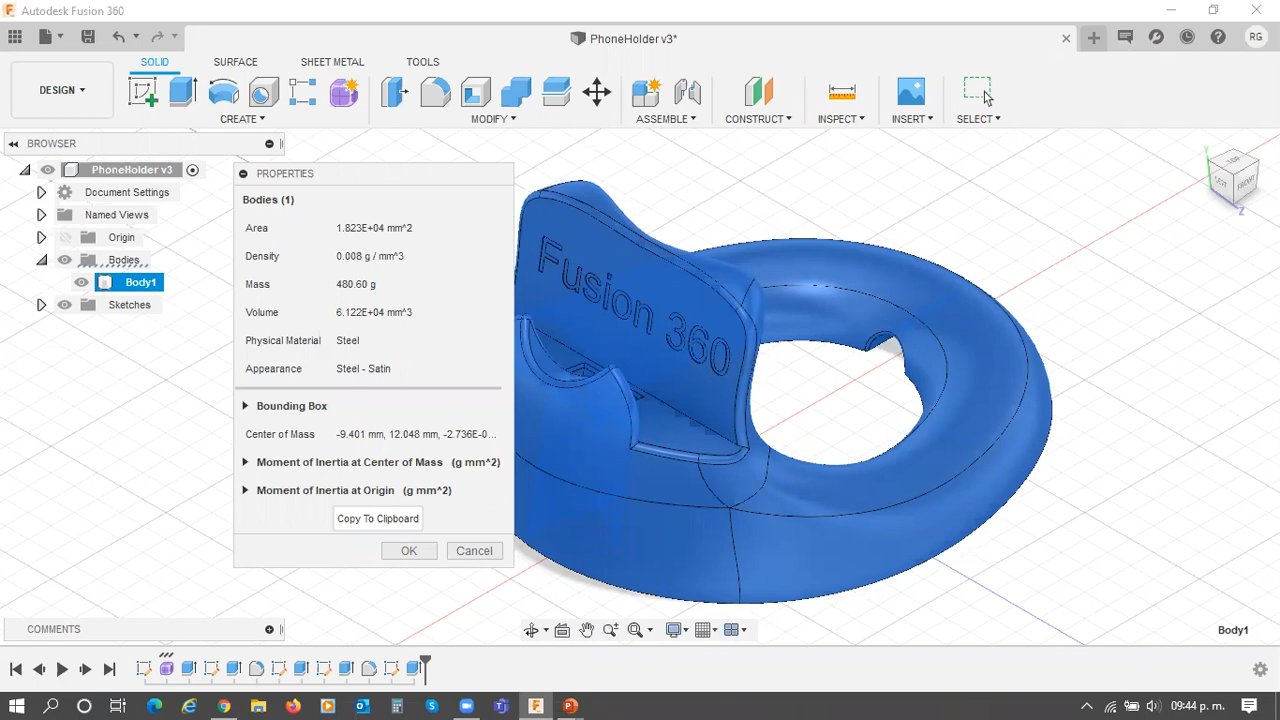 Autodesk Fusion 360
PhoneHolder v3*
RG
SOLID SURFACE SHEET METAL TOOLS
DESIGN
CREATE MODIFY ASSEMBLE CONSTRUCT INSPECT INSERT SELECT
BROWSER
PhoneHolder v3
Document Settings
Named Views
Origin
Bodies
Body1
Sketches
PROPERTIES
Bodies (1)
Area 1.823E+04 mm^2
Density 0.008 g / mm^3
Mass 480.60 g
Volume 6.122E+04 mm^3
Physical Material Steel
Appearance Steel - Satin
Bounding Box
Center of Mass -9.401 mm, 12.048 mm, -2.736E-0...
Moment of Inertia at Center of Mass (g mm^2)
Moment of Inertia at Origin (g mm^2)
Copy To Clipboard
OK Cancel
Fusion 360
TOP
LEFT FRONT
Y
Z
COMMENTS
Body1
09:44 p. m.